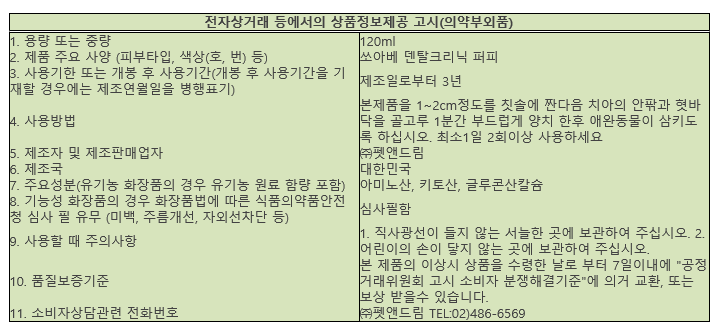 전자상거래 등에서의 상품정보제공 고시(의약부외품)
1. 용량 또는 중량
120ml
2. 제품 주요 사양 (피부타입, 색상(호, 번) 등)
쓰아베 덴탈크리닉 퍼피
3. 사용기한 또는 개봉 후 사용기간(개봉 후 사용기간을 기
재할 경우에는 제조연월일을 병행표기)
제조일로부터 3년
4. 사용방법
본제품을 1~2cm정도를 칫솔에 짠다음 치아의 안팎과 혓바
닥을 골고루 1분간 부드럽게 양치 한후 애완동물이 삼키도
록 하십시오. 최소1일 2회이상 사용하세요
5. 제조자 및 제조판매업자
㈜펫앤드림
6. 제조국
대한민국
7. 주요성분(유기농 화장품의 경우 유기농 원료 함량 포함)
아미노산, 키토산, 글루콘산칼슘
8. 기능성 화장품의 경우 화장품법에 따른 식품의약품안전
청 심사 필 유무 (미백, 주름개선, 자외선차단 등)
심사필함
9. 사용할 때 주의사항
1. 직사광선이 들지 않는 서늘한 곳에 보관하여 주십시오. 2.
어린이의 손이 닿지 않는 곳에 보관하여 주십시오.
10. 품질보증기준
본 제품의 이상시 상품을 수령한 날로 부터 7일이내에 "공정
거래위원회 고시 소비자 분쟁해결기준"에 의거 교환, 또는
보상 받을수 있습니다.
11. 소비자상담관련 전화번호
㈜펫앤드림 TEL:02)486-6569